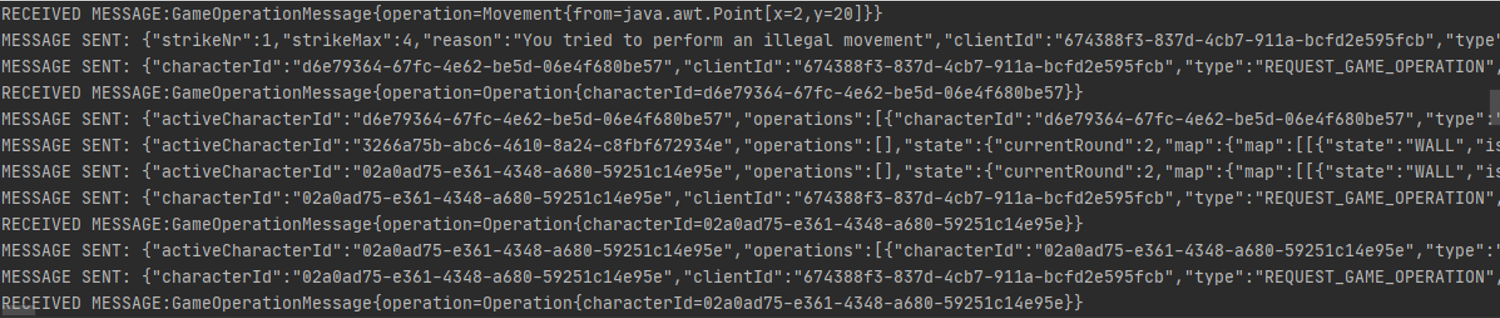 RECEIVED MESSAGE:GameOperationMessage{operation=Movement{from=java.awt.Point[x=2,y=20]}}
MESSAGE SENT: {"strikeNr":1,"strikeMax":4,"reason":"You tried to perform an illegal movement","clientId":"674388f3-837d-4cb7-911a-bcfd2e595fcb","type"
MESSAGE SENT: {"characterId":"d6e79364-67fc-4e62-be5d-06e4f680be57","clientId":"674388f3-837d-4cb7-911a-bcfd2e595fcb","type":"REQUEST_GAME_OPERATION",
RECEIVED MESSAGE:GameOperationMessage{operation=Operation{characterId=d6e79364-67fc-4e62-be5d-06e4f680be57}}
MESSAGE SENT: {"activeCharacterId":"d6e79364-67fc-4e62-be5d-06e4f680be57","operations":[{"characterId":"d6e79364-67fc-4e62-be5d-06e4f680be57","type":"
MESSAGE SENT: {"activeCharacterId":"3266a75b-abc6-4610-8a24-c8fbf672934e","operations":[],"state":{"currentRound":2,"map":{"map":[[{"state":"WALL","is
MESSAGE SENT: {"activeCharacterId":"02a0ad75-e361-4348-a680-59251c14e95e","operations":[],"state":{"currentRound":2,"map":{"map":[[{"state":"WALL","is
MESSAGE SENT: {"characterId":"02a0ad75-e361-4348-a680-59251c14e95e","clientId":"674388f3-837d-4cb7-911a-bcfd2e595fcb","type":"REQUEST_GAME_OPERATION",
RECEIVED MESSAGE:GameOperationMessage{operation=Operation{characterId=02a0ad75-e361-4348-a680-59251c14e95e}}
MESSAGE SENT: {"activeCharacterId":"02a0ad75-e361-4348-a680-59251c14e95e","operations":[{"characterId":"02a0ad75-e361-4348-a680-59251c14e95e","type":"
MESSAGE SENT: {"characterId":"02a0ad75-e361-4348-a680-59251c14e95e","clientId":"674388f3-837d-4cb7-911a-bcfd2e595fcb","type":"REQUEST_GAME_OPERATION",
RECEIVED MESSAGE:GameOperationMessage{operation=Operation{characterId=02a0ad75-e361-4348-a680-59251c14e95e}}